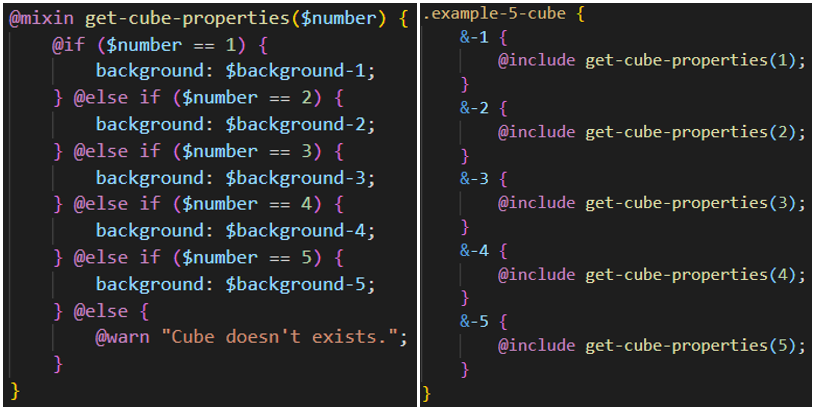 @mixin get-cube-properties($number) {
    @if ($number == 1) {
        background: $background-1;
    } @else if ($number == 2) {
        background: $background-2;
    } @else if ($number == 3) {
        background: $background-3;
    } @else if ($number == 4) {
        background: $background-4;
    } @else if ($number == 5) {
        background: $background-5;
    } @else {
        @warn "Cube doesn't exists.";
    }
}
.example-5-cube {
    &-1 {
        @include get-cube-properties(1);
    }
    &-2 {
        @include get-cube-properties(2);
    }
    &-3 {
        @include get-cube-properties(3);
    }
    &-4 {
        @include get-cube-properties(4);
    }
    &-5 {
        @include get-cube-properties(5);
    }
}